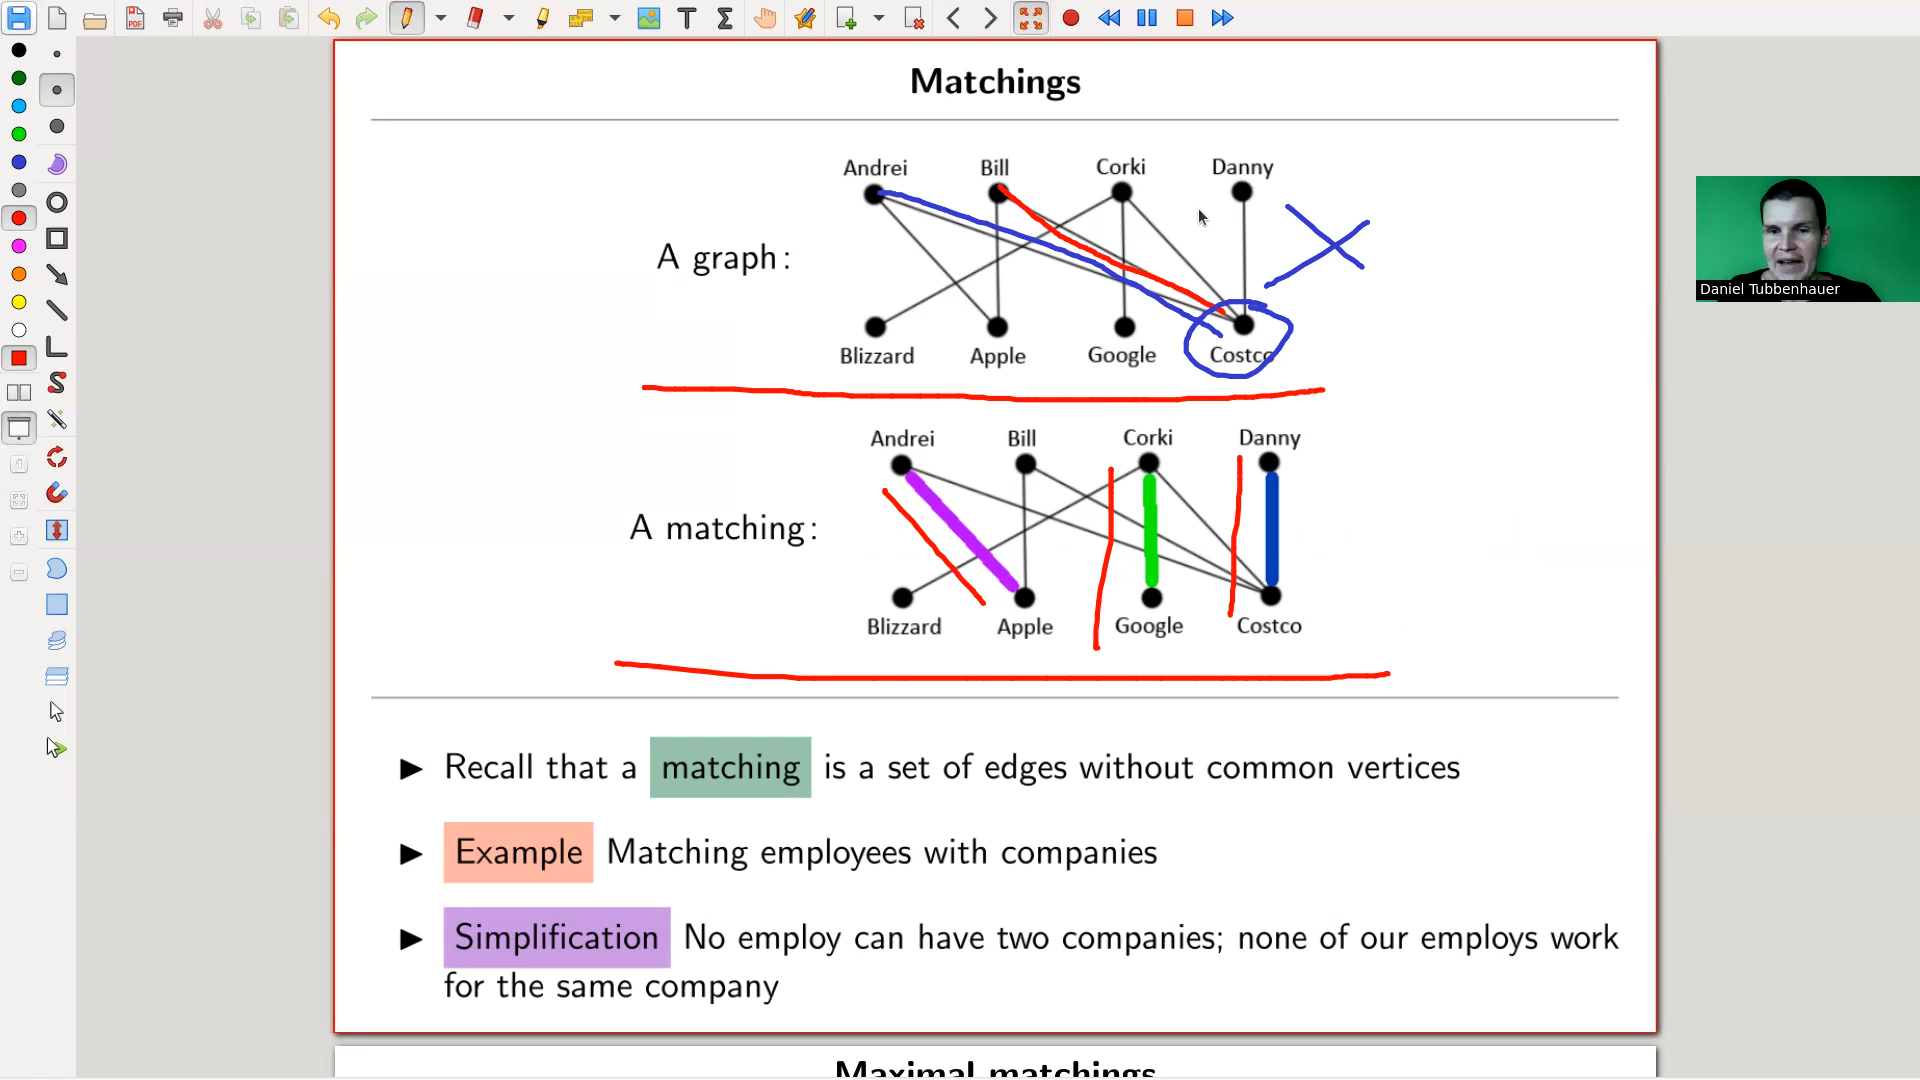 Matchings
Andrei Bill Corki Danny
A graph:
Blizzard Apple Google Costco
Andrei Bill Corki Danny
A matching:
Blizzard Apple Google Costco
Recall that a matching is a set of edges without common vertices
Example Matching employees with companies
Simplification No employ can have two companies; none of our employs work
for the same company
Maximal matchings
Daniel Tubbenhauer